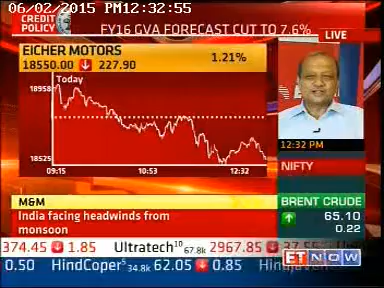 06/02/2015 PM12:32:55
CREDIT
POLICY
FY16 GVA FORECAST CUT TO 7.6%
LIVE
EICHER MOTORS
18550.00 227.90
1.21%
Today
18958
18525
09:15 10:53 12:32
12:32 PM
NIFTY
M&M
India facing headwinds from
monsoon
BRENT CRUDE
65.10
0.22
374.45 1.85 Ultratech 10 67.8k 2967.85
0.50 HindCoper 5 34.8k 62.05 0.85
ET NOW